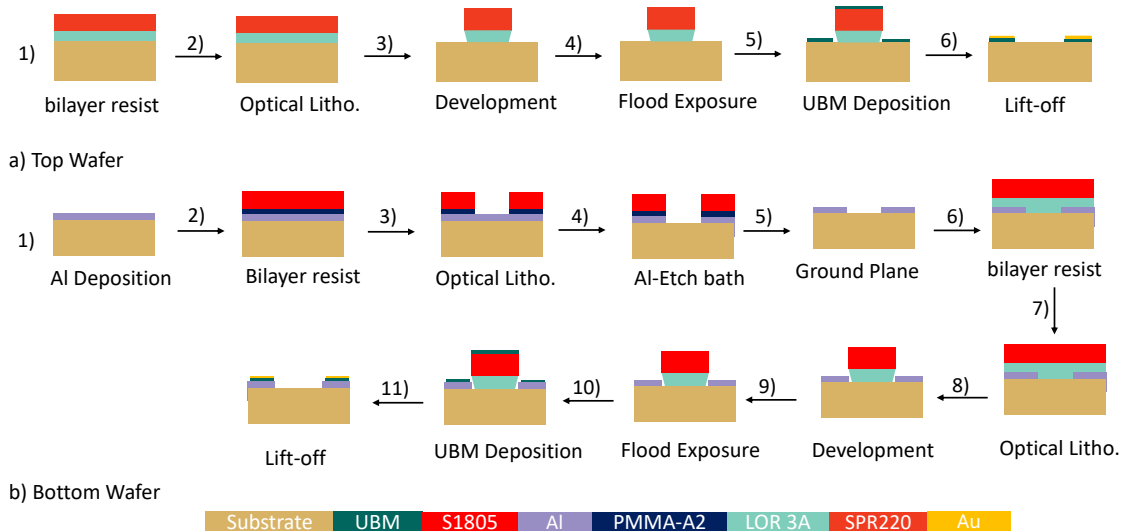 1) 2) 3) 4) 5) 6)
bilayer resist Optical Litho. Development Flood Exposure UBM Deposition Lift-off
a) Top Wafer
1) 2) 3) 4) 5) 6)
Al Deposition Bilayer resist Optical Litho. Al-Etch bath Ground Plane bilayer resist
7)
11) 10) 9) 8)
Lift-off UBM Deposition Flood Exposure Development Optical Litho.
b) Bottom Wafer
Substrate UBM S1805 Al PMMA-A2 LOR 3A SPR220 Au